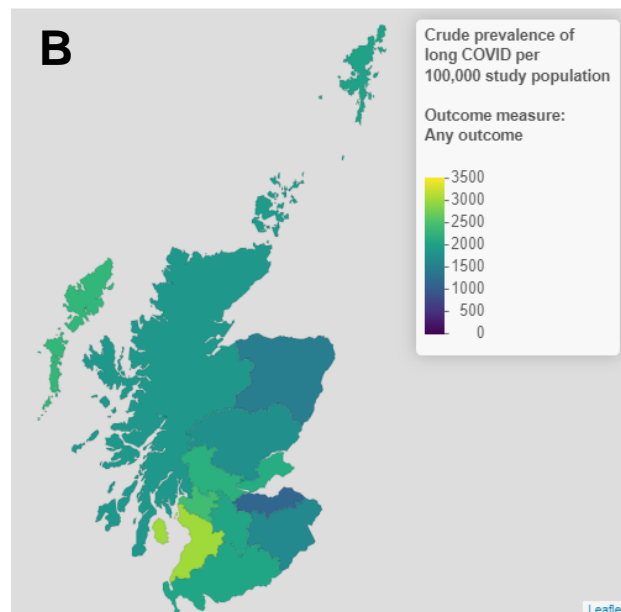 B
Crude prevalence of
long COVID per
100,000 study population
Outcome measure:
Any outcome
3500
3000
2500
2000
1500
1000
500
0
Leafle